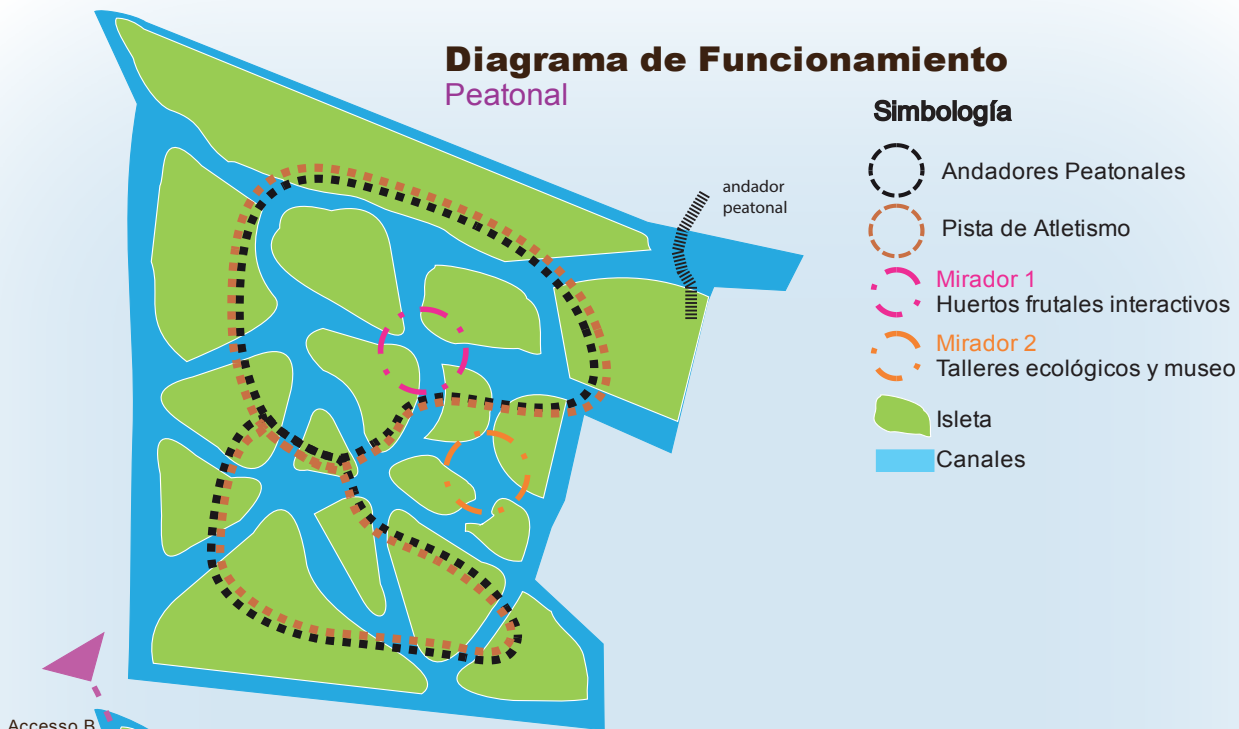 Diagrama de Funcionamiento
Peatonal
Simbología
andador
peatonal
Andadores Peatonales
Pista de Atletismo
Mirador 1
Huertos frutales interactivos
Mirador 2
Talleres ecológicos y museo
Isleta
Canales
Accesso B